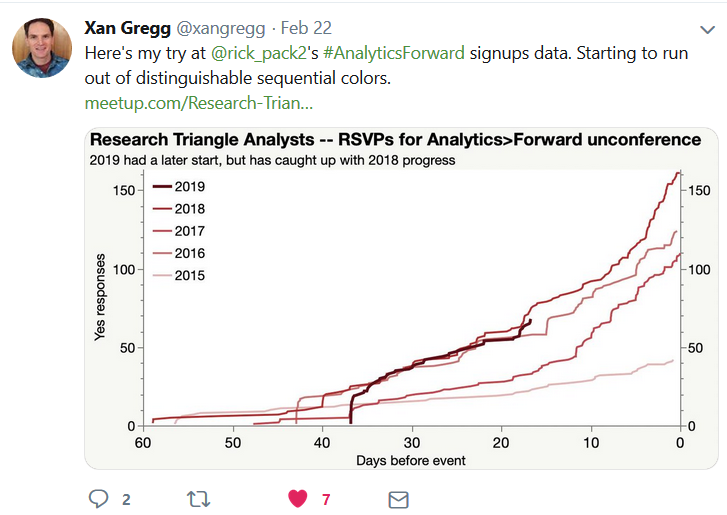 Xan Gregg @xangregg · Feb 22
Here's my try at @rick_pack2's #AnalyticsForward signups data. Starting to run
out of distinguishable sequential colors.
meetup.com/Research-Trian...
Research Triangle Analysts -- RSVPs for Analytics>Forward unconference
2019 had a later start, but has caught up with 2018 progress
2019
2018
2017
2016
2015
Yes responses
150
100
50
0
150
100
50
0
60 50 40 30 20 10 0
Days before event
2 7